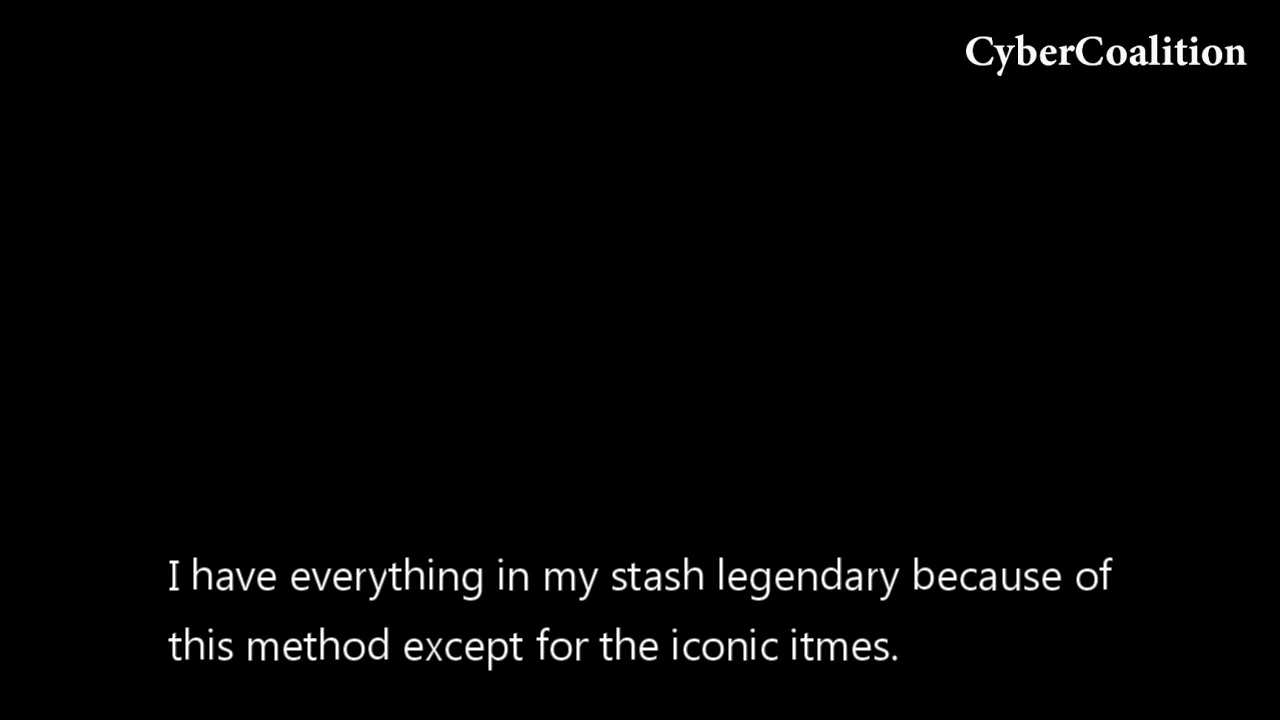 CyberCoalition
I have everything in my stash legendary because of
this method except for the iconic itmes.